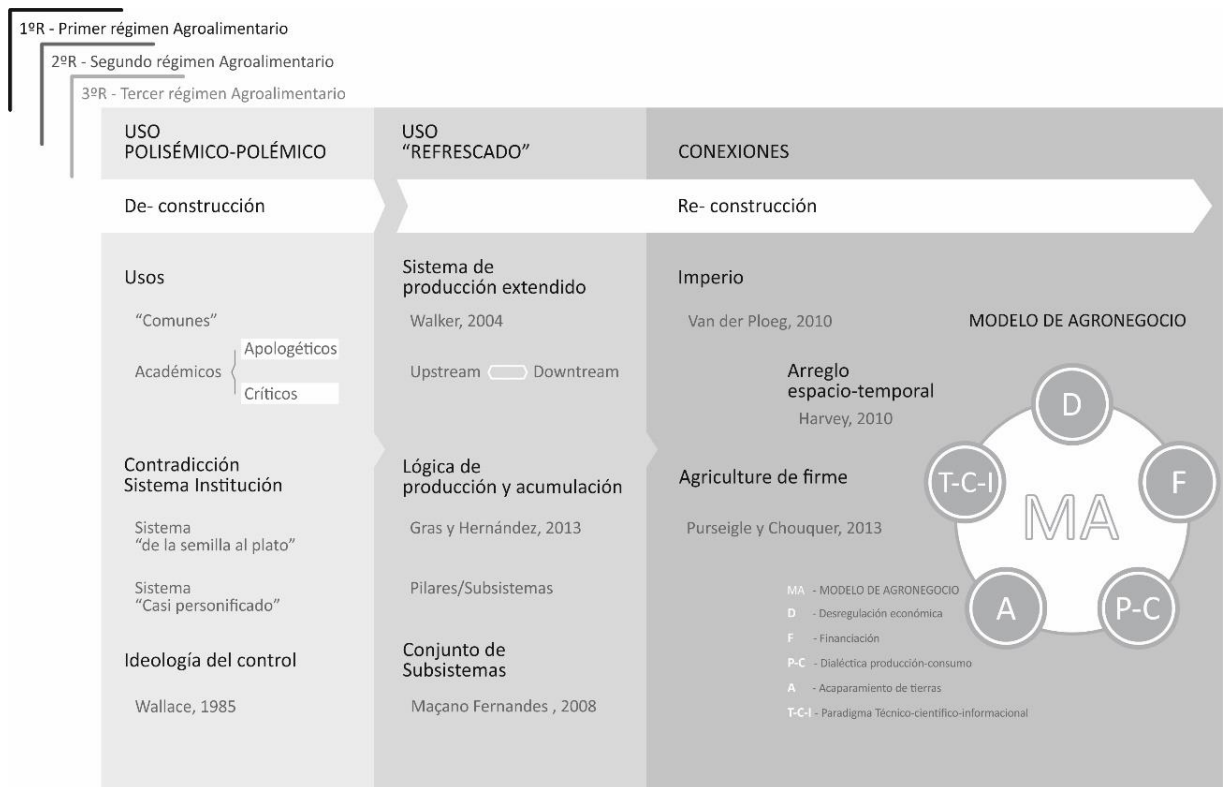 1ºR - Primer régimen Agroalimentario
2ºR - Segundo régimen Agroalimentario
3ºR - Tercer régimen Agroalimentario
USO
POLISÉMICO-POLÉMICO
De- construcción
Usos
“Comunes”
Académicos
Apologéticos
Críticos
Contradicción
Sistema Institución
Sistema
“de la semilla al plato”
Sistema
“Casi personificado”
Ideología del control
Wallace, 1985
USO
“REFRESCADO”
Sistema de
producción extendido
Walker, 2004
Upstream Downtream
Lógica de
producción y acumulación
Gras y Hernández, 2013
Pilares/Subsistemas
Conjunto de
Subsistemas
Maçano Fernandes , 2008
CONEXIONES
Re- construcción
Imperio
Van der Ploeg, 2010
Arreglo
espacio-temporal
Harvey, 2010
Agriculture de firme
Purseigle y Chouquer, 2013
MODELO DE AGRONEGOCIO
D
F
P-C
A
T-C-I
MA
MA - MODELO DE AGRONEGOCIO
D - Desregulación económica
F - Financiación
P-C - Dialéctica producción-consumo
A - Acaparamiento de tierras
T-C-I - Paradigma Técnico-científico-informacional